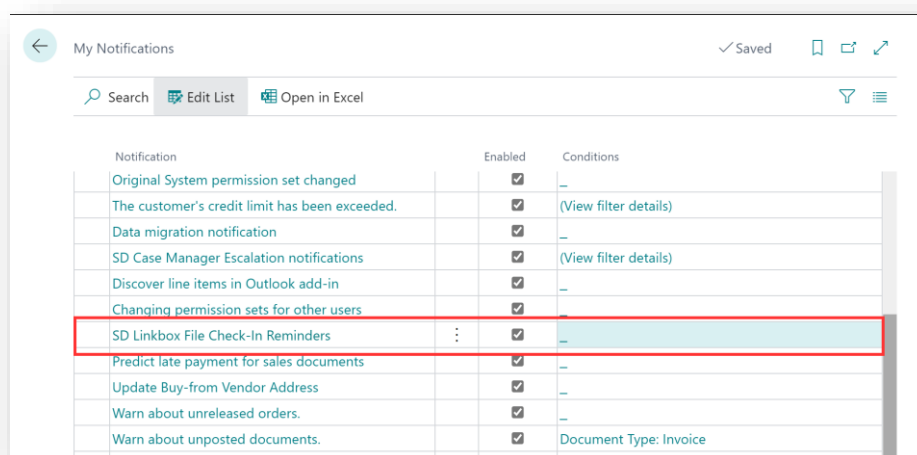 My Notifications
Saved
Search Edit List Open in Excel
Notification Enabled Conditions
Original System permission set changed _
The customer's credit limit has been exceeded. (View filter details)
Data migration notification _
SD Case Manager Escalation notifications (View filter details)
Discover line items in Outlook add-in _
Changing permission sets for other users _
SD Linkbox File Check-In Reminders _
Predict late payment for sales documents _
Update Buy-from Vendor Address _
Warn about unreleased orders. _
Warn about unposted documents. Document Type: Invoice